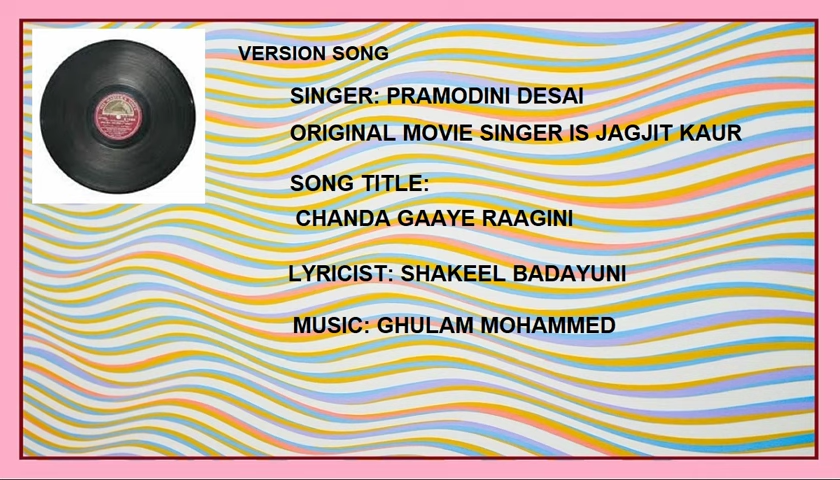 VERSION SONG
SINGER: PRAMODINI DESAI
ORIGINAL MOVIE SINGER IS JAGJIT KAUR
SONG TITLE:
CHANDA GAAYE RAAGINI
LYRICIST: SHAKEEL BADAYUNI
MUSIC: GHULAM MOHAMMED